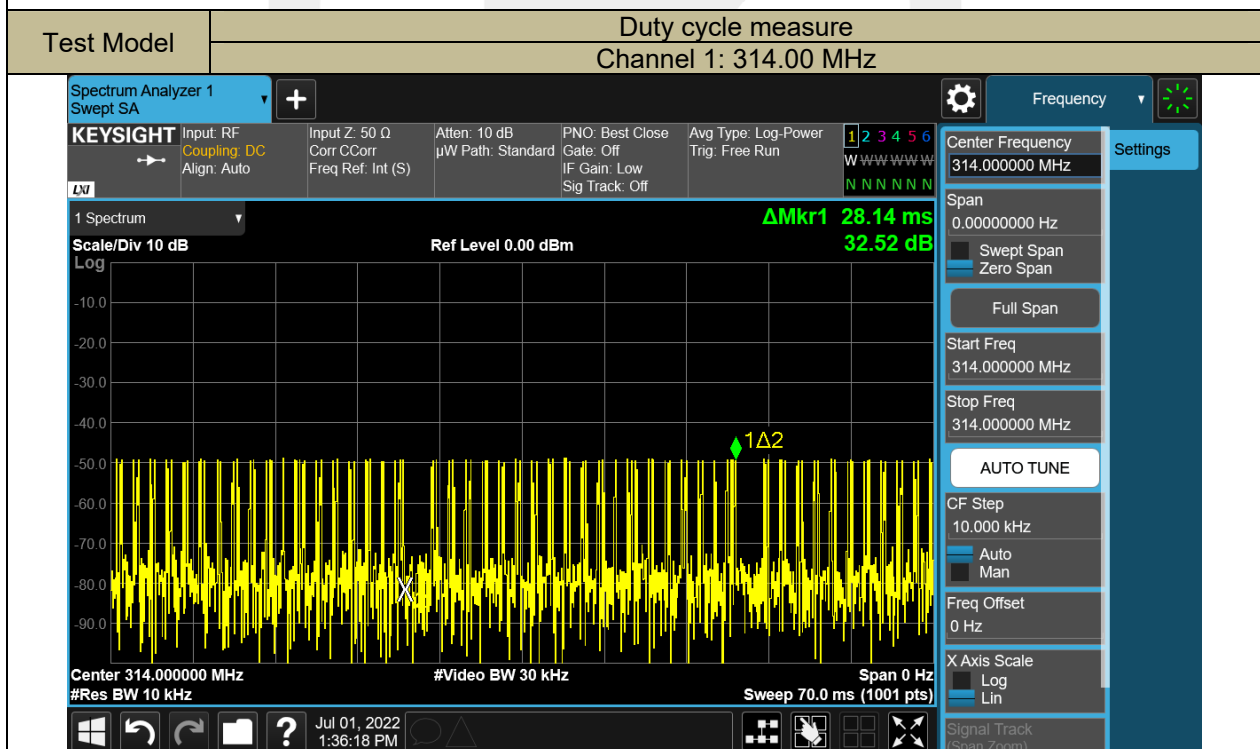 Test Model
Duty cycle measure
Channel 1: 314.00 MHz
Spectrum Analyzer 1
Swept SA
Frequency
KEYSIGHT
LXI
Input: RF
Coupling: DC
Align: Auto
Input Z: 50 Ω
Corr CCorr
Freq Ref: Int (S)
Atten: 10 dB
µW Path: Standard
PNO: Best Close
Gate: Off
IF Gain: Low
Sig Track: Off
Avg Type: Log-Power
Trig: Free Run
1 2 3 4 5 6
W W W W W W
N N N N N N
1 Spectrum
ΔMkr1 28.14 ms
Scale/Div 10 dB
Ref Level 0.00 dBm
32.52 dB
Log
-10.0
-20.0
-30.0
-40.0
-50.0
-60.0
-70.0
-80.0
-90.0
1Δ2
X
Center 314.000000 MHz
#Video BW 30 kHz
Span 0 Hz
#Res BW 10 kHz
Sweep 70.0 ms (1001 pts)
Jul 01, 2022
1:36:18 PM
Center Frequency
314.000000 MHz
Settings
Span
0.00000000 Hz
Swept Span
Zero Span
Full Span
Start Freq
314.000000 MHz
Stop Freq
314.000000 MHz
AUTO TUNE
CF Step
10.000 kHz
Auto
Man
Freq Offset
0 Hz
X Axis Scale
Log
Lin
Signal Track
(Span Zoom)